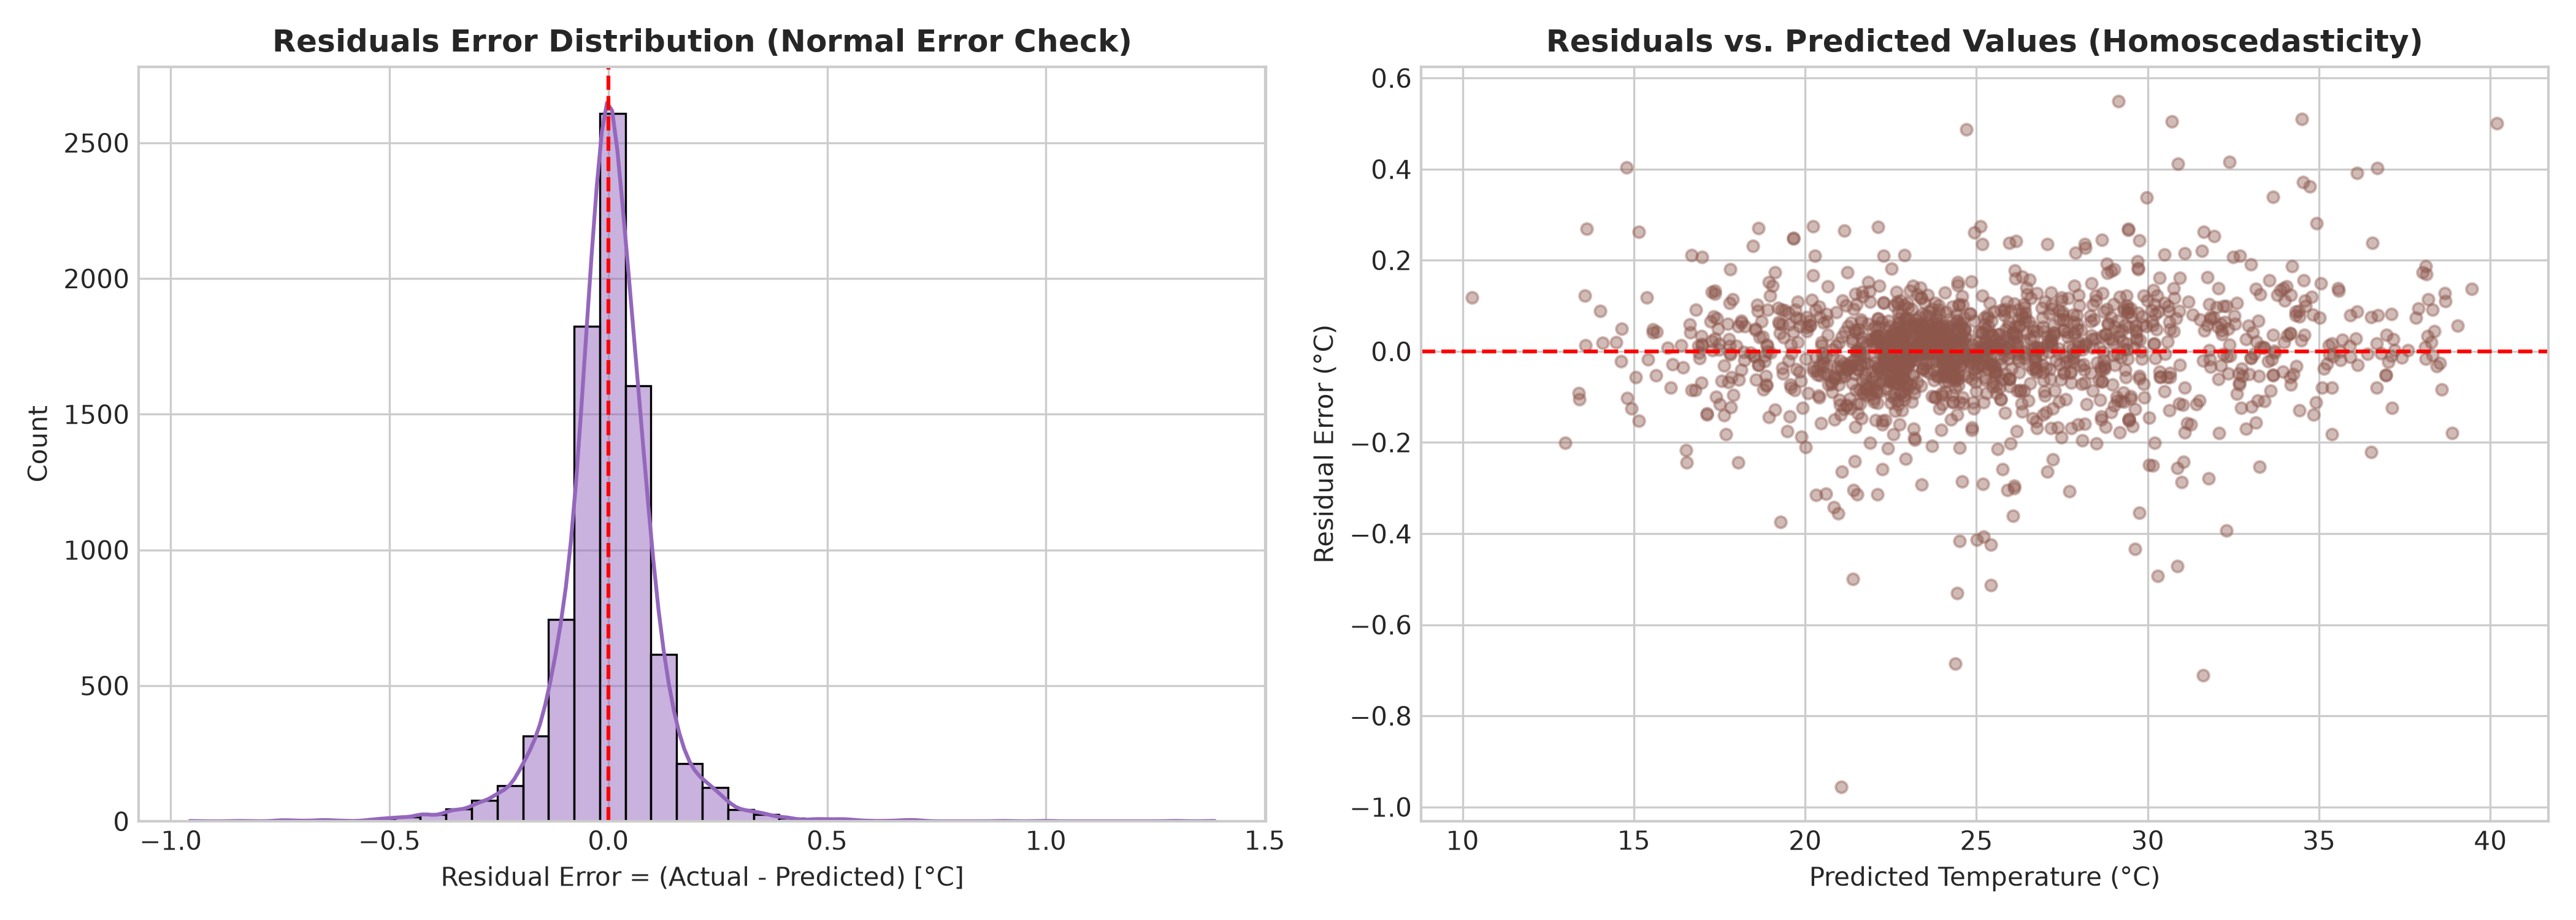 Residuals Error Distribution (Normal Error Check)
Count
2500
2000
1500
1000
500
0
−1.0 −0.5 0.0 0.5 1.0 1.5
Residual Error = (Actual - Predicted) [°C]
Residuals vs. Predicted Values (Homoscedasticity)
Residual Error (°C)
0.6
0.4
0.2
0.0
−0.2
−0.4
−0.6
−0.8
−1.0
10 15 20 25 30 35 40
Predicted Temperature (°C)